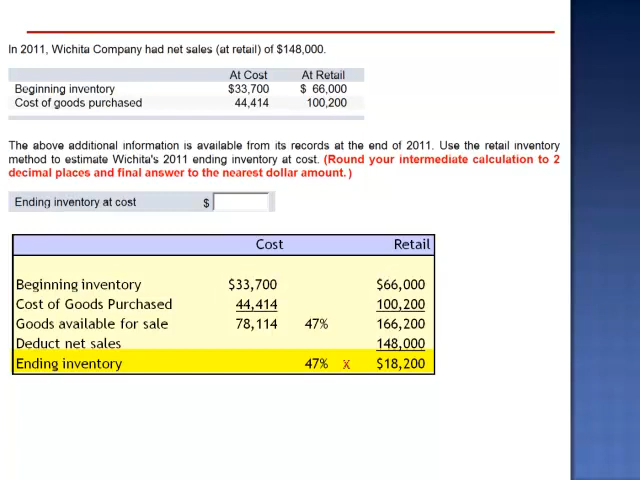 In 2011, Wichita Company had net sales (at retail) of $148,000.
At Cost At Retail
Beginning inventory $33,700 $ 66,000
Cost of goods purchased 44,414 100,200
The above additional information is available from its records at the end of 2011. Use the retail inventory
method to estimate Wichita's 2011 ending inventory at cost. (Round your intermediate calculation to 2
decimal places and final answer to the nearest dollar amount.)
Ending inventory at cost $
Cost Retail
Beginning inventory $33,700 $66,000
Cost of Goods Purchased 44,414 100,200
Goods available for sale 78,114 47% 166,200
Deduct net sales 148,000
Ending inventory 47% x $18,200